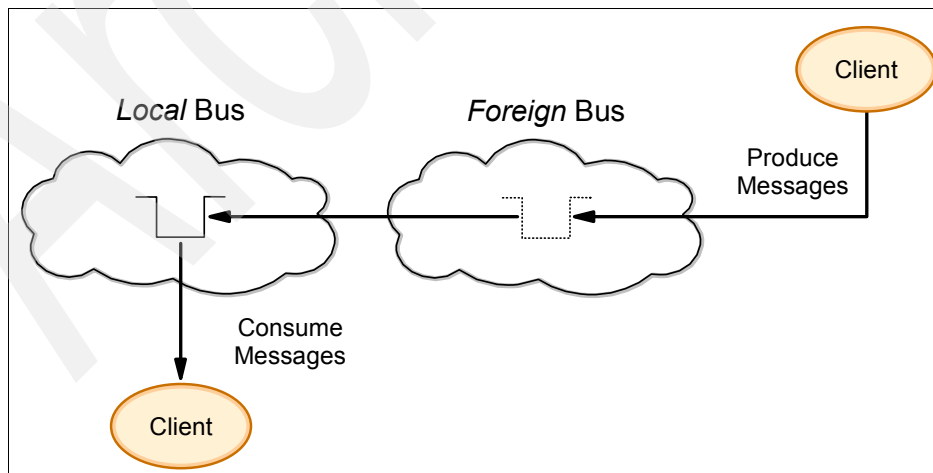 Client
Local Bus
Foreign Bus
Produce
Messages
Consume
Messages
Client